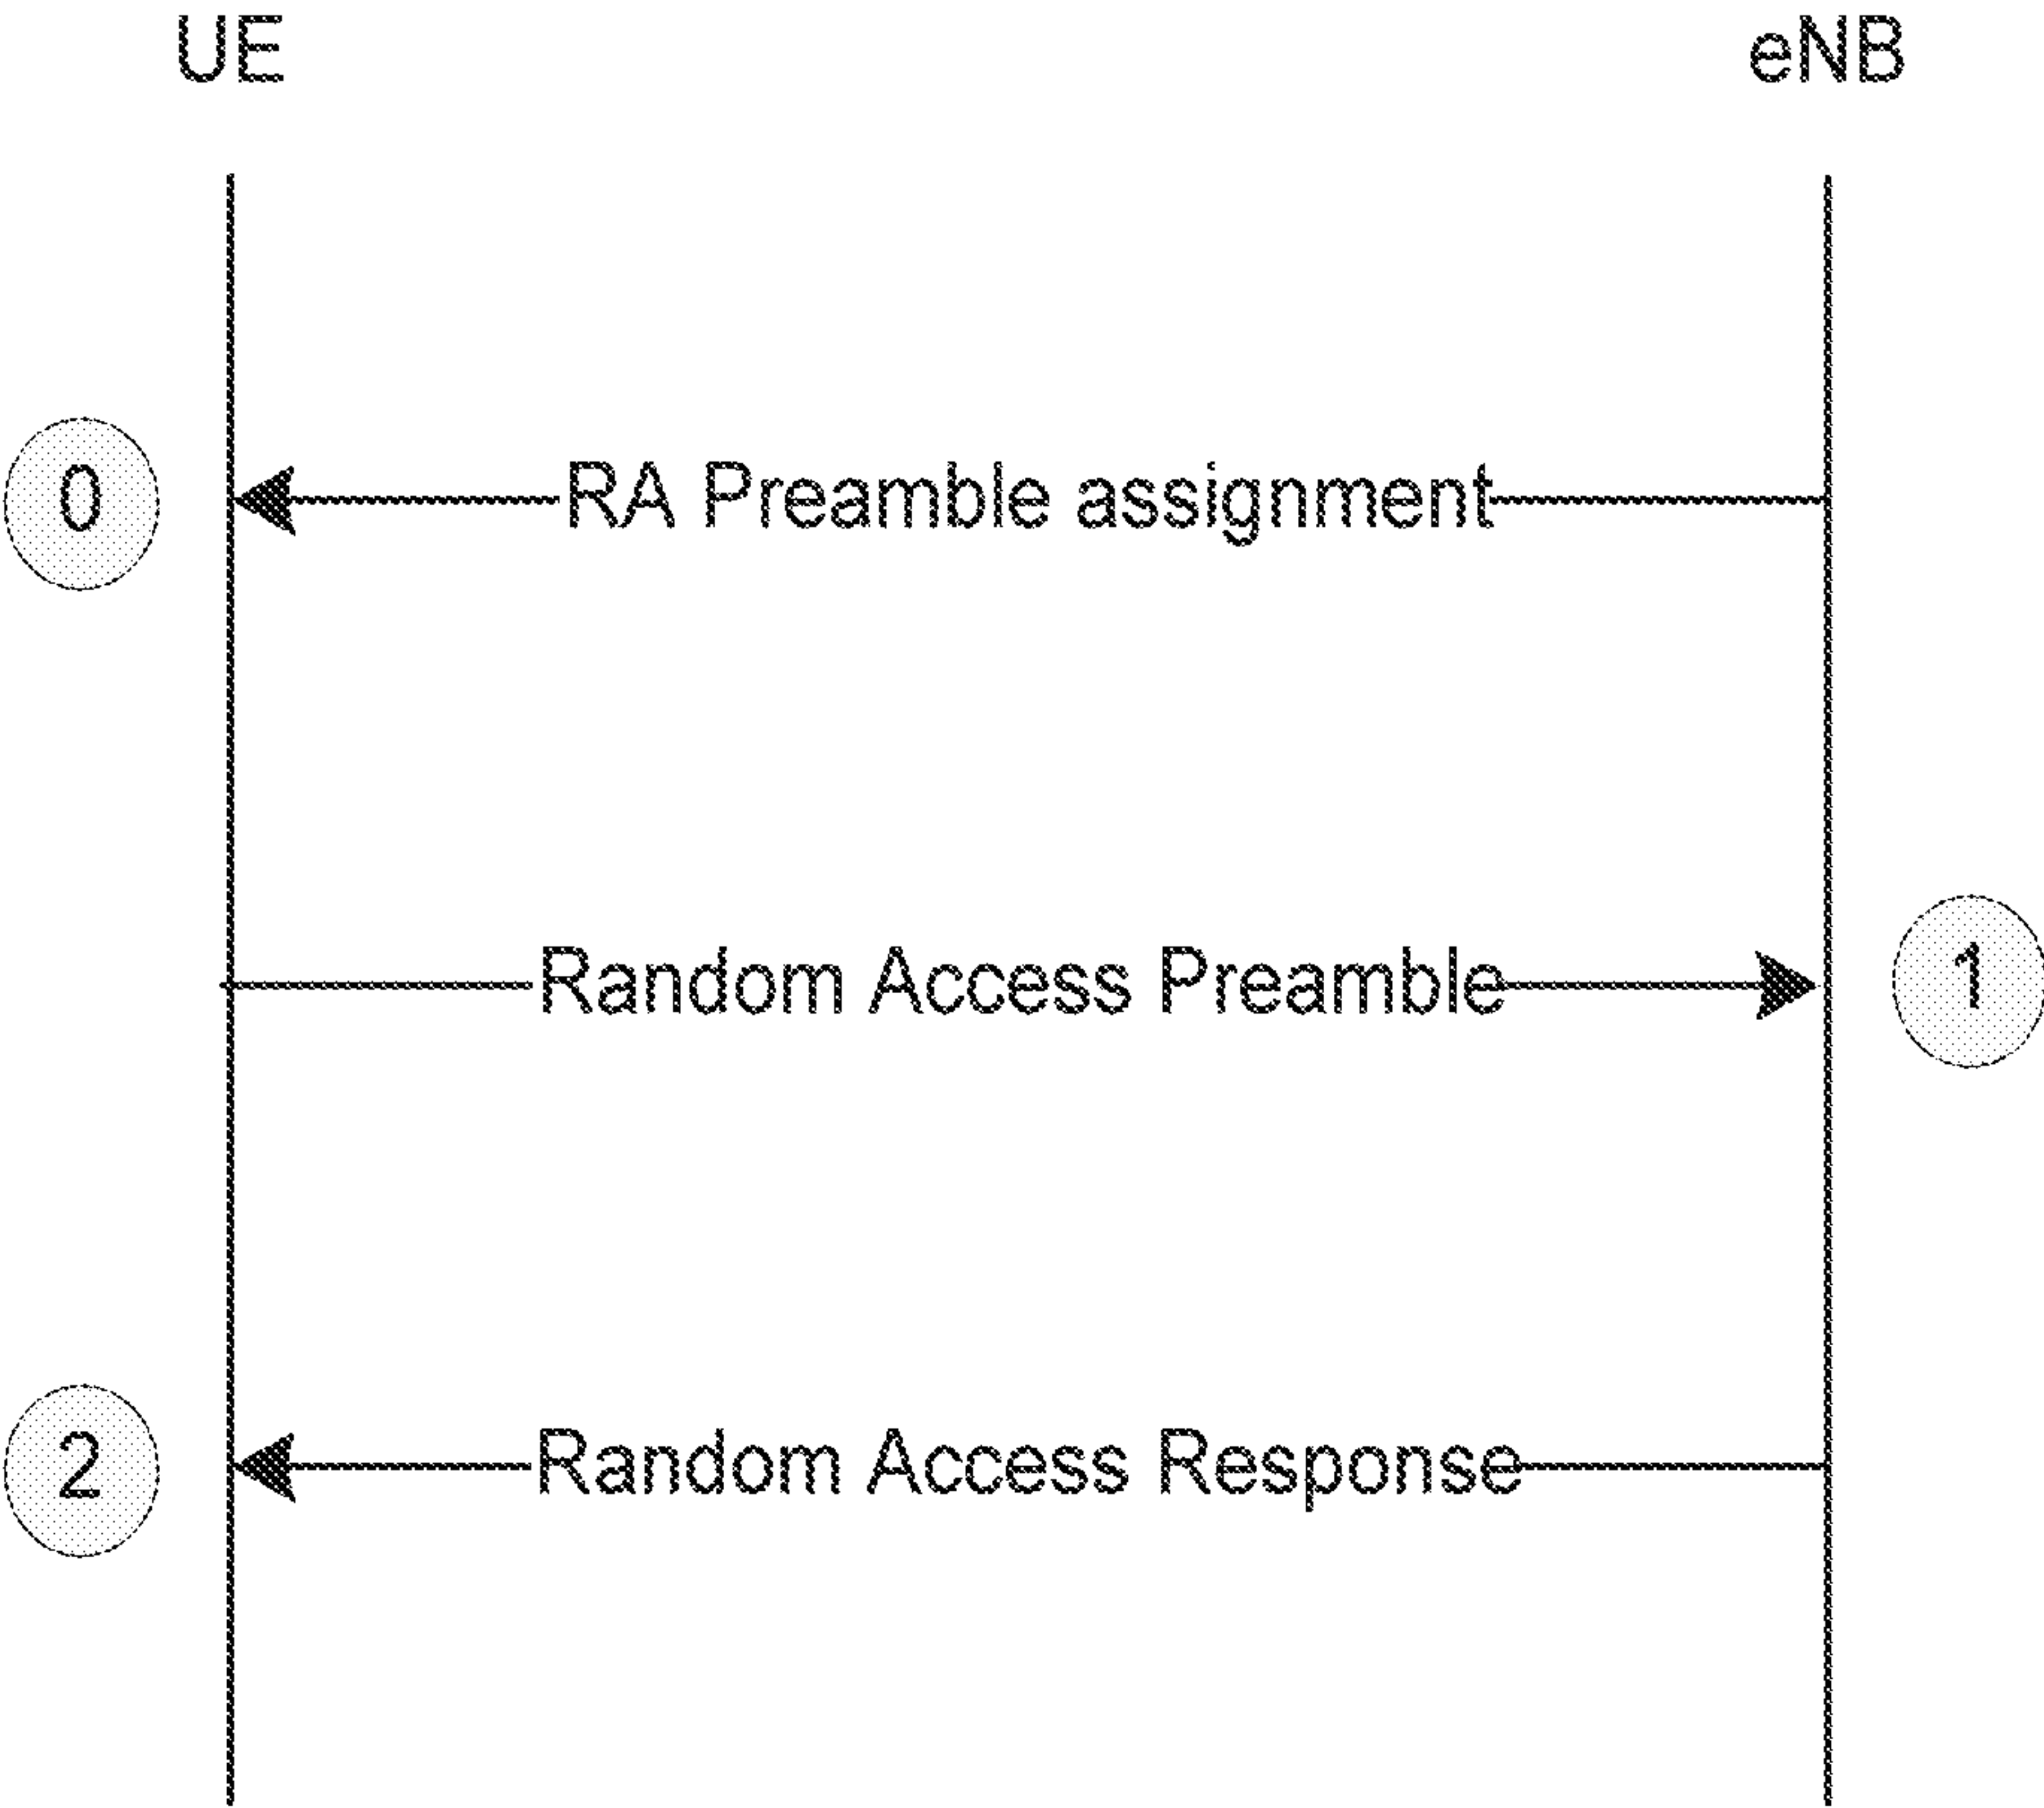 UE
eNB
0
RA Preamble assignment
Random Access Preamble
1
2
Random Access Response